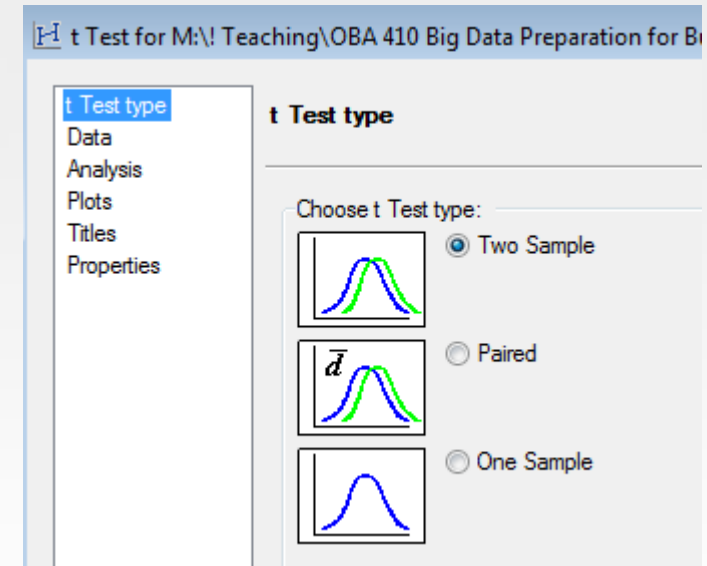 t Test for M:\! Teaching\OBA 410 Big Data Preparation for
t Test type
Data
Analysis
Plots
Titles
Properties
t Test type
Choose t Test type:
Two Sample
d
Paired
One Sample